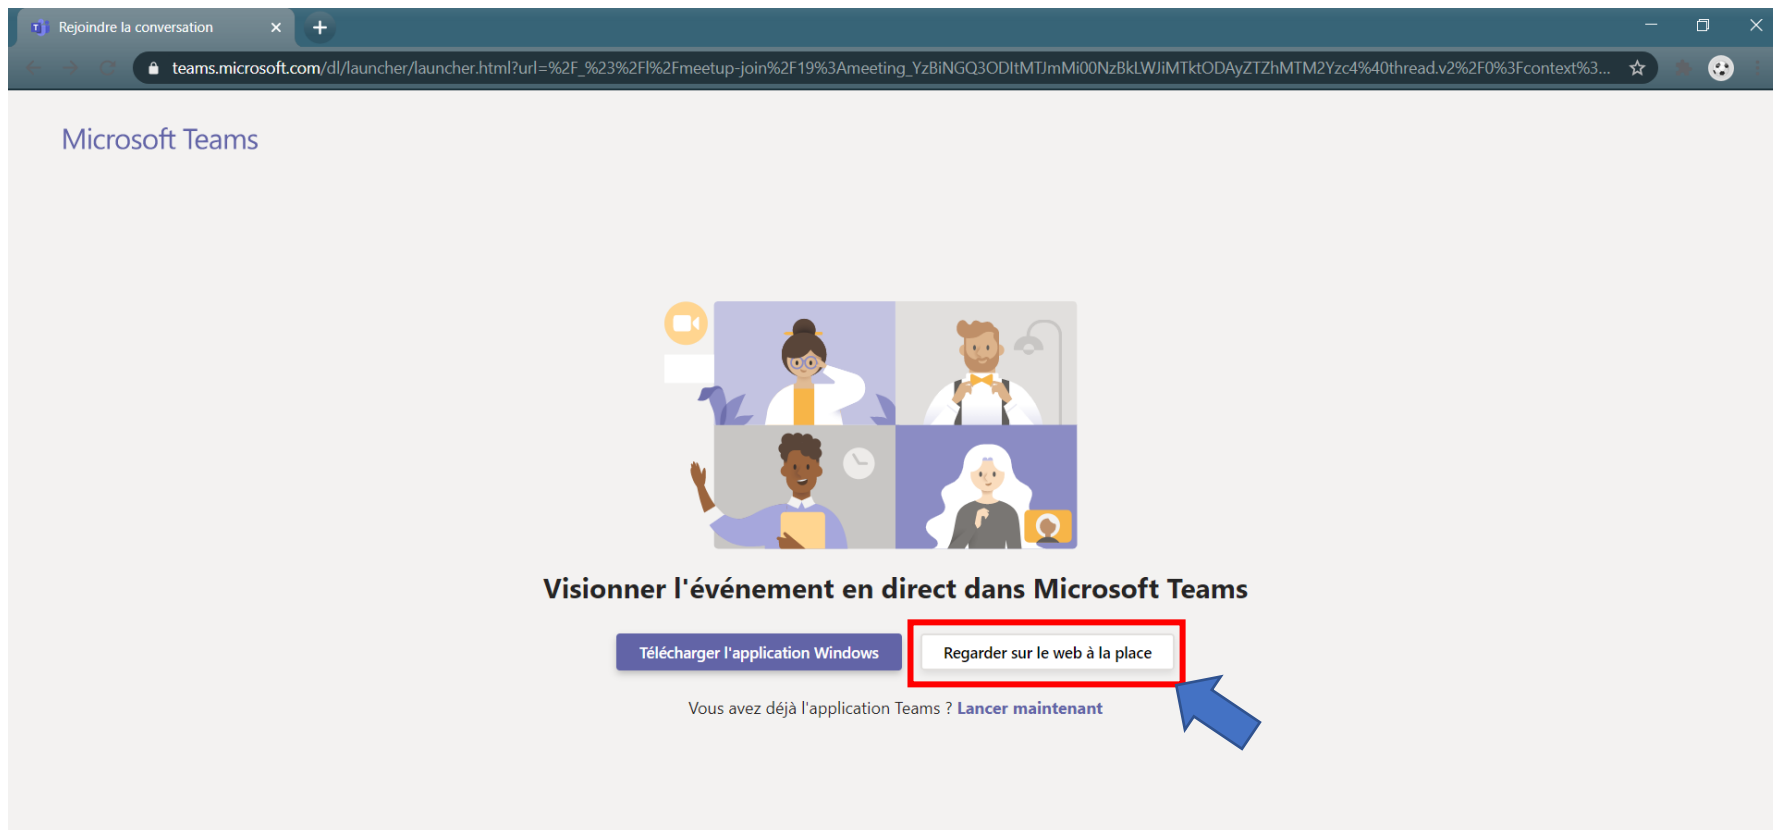 Rejoindre la conversation
teams.microsoft.com/dl/launcher/launcher.html?url=%2F_%23%2Fl%2Fmeetup-join%2F19%3Ameeting_YzBiNGQ3ODItMTJmMi00NzBkLWJiMTktODAyZTZhMTM2Yzc4%40thread.v2%2F0%3Fcontext%3...
Microsoft Teams
Visionner l'événement en direct dans Microsoft Teams
Télécharger l'application Windows
Regarder sur le web à la place
Vous avez déjà l'application Teams ? Lancer maintenant